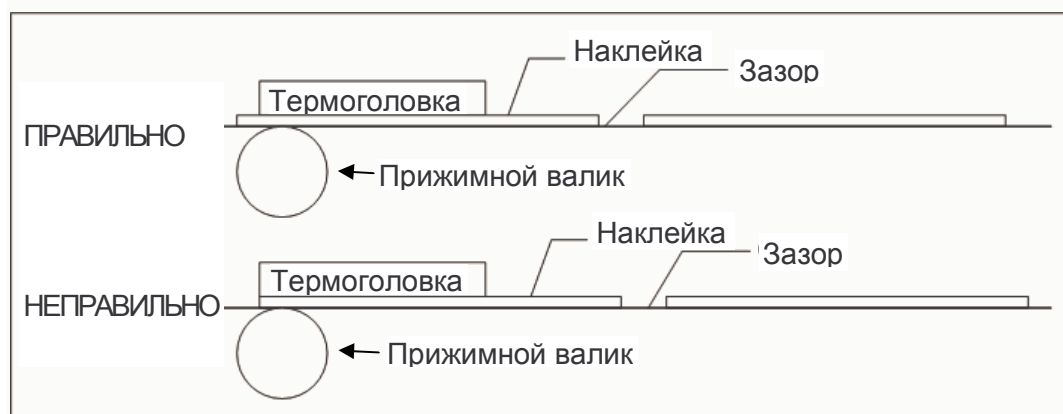 Наклейка
Зазор
Термоголовка
ПРАВИЛЬНО
Прижимной валик
Наклейка
Зазор
Термоголовка
НЕПРАВИЛЬНО
Прижимной валик